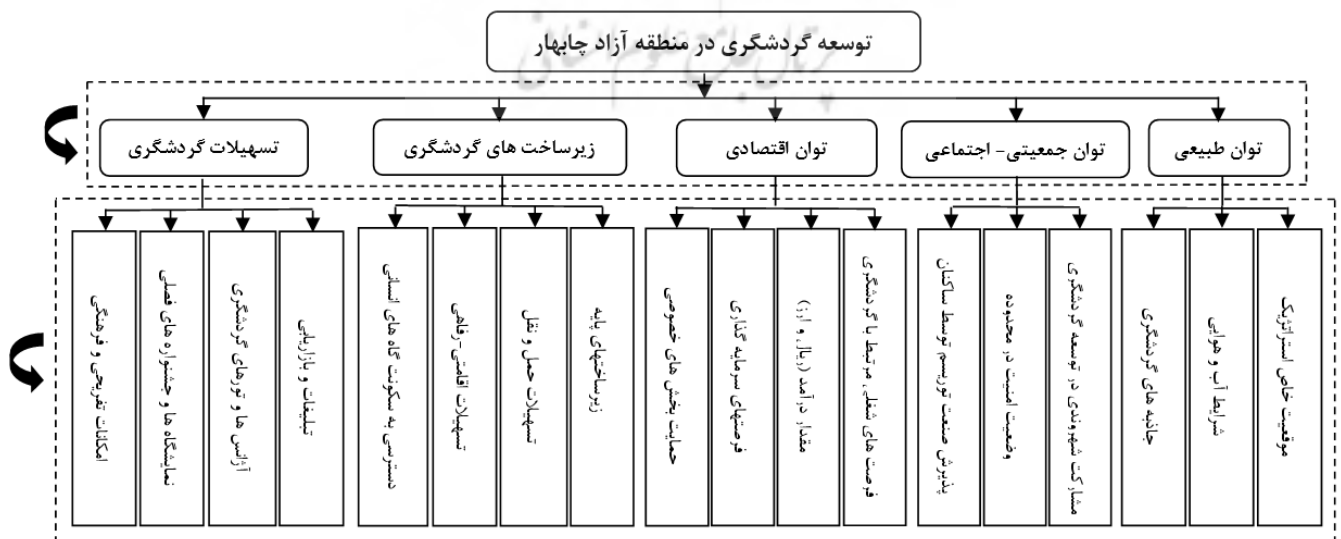 توسعه گردشگری در منطقه آزاد چابهار
پرتال جامع علوم انسانی
توان طبیعی
توان جمعیتی- اجتماعی
توان اقتصادی
زیرساخت های گردشگری
تسهیلات گردشگری
موقعیت خاص استراتژیک
شرایط آب و هوایی
جاذبه های گردشگری
مشارکت شهروندی در توسعه گردشگری
وضعیت امنیت در محدوده
پذیرش صنعت توریسم توسط ساکنان
فرصت های شغلی مرتبط با گردشگری
مقدار درآمد (ریال و ارز)
فرصتهای سرمایه گذاری
حمایت بخش های خصوصی
زیرساختهای پایه
تسهیلات حمل و نقل
تسهیلات اقامتی-رفاهی
دسترسی به سکونت گاه های انسانی
تبلیغات و بازاریابی
آژانس ها و تورهای گردشگری
نمایشگاه ها و جشنواره های فصلی
امکانات تفریحی و فرهنگی